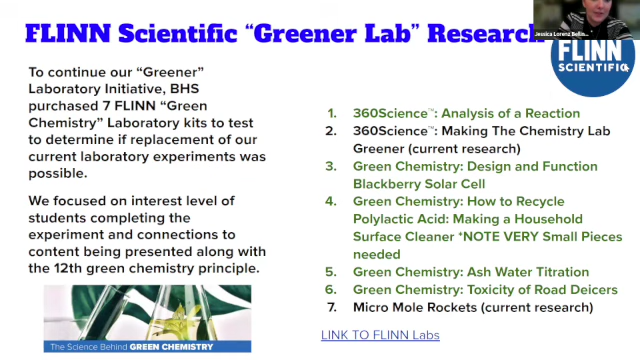 FLINN Scientific “Greener Lab” Research
Jessica Lorenz Bellin...
FLINN
SCIENTIFIC
To continue our “Greener”
Laboratory Initiative, BHS
purchased 7 FLINN “Green
Chemistry” Laboratory kits to test
to determine if replacement of our
current laboratory experiments was
possible.
We focused on interest level of
students completing the
experiment and connections to
content being presented along with
the 12th green chemistry principle.
The Science Behind GREEN CHEMISTRY
1. 360Science™: Analysis of a Reaction
2. 360Science™: Making The Chemistry Lab
Greener (current research)
3. Green Chemistry: Design and Function
Blackberry Solar Cell
4. Green Chemistry: How to Recycle
Polylactic Acid: Making a Household
Surface Cleaner *NOTE VERY Small Pieces
needed
5. Green Chemistry: Ash Water Titration
6. Green Chemistry: Toxicity of Road Deicers
7. Micro Mole Rockets (current research)
LINK TO FLINN Labs